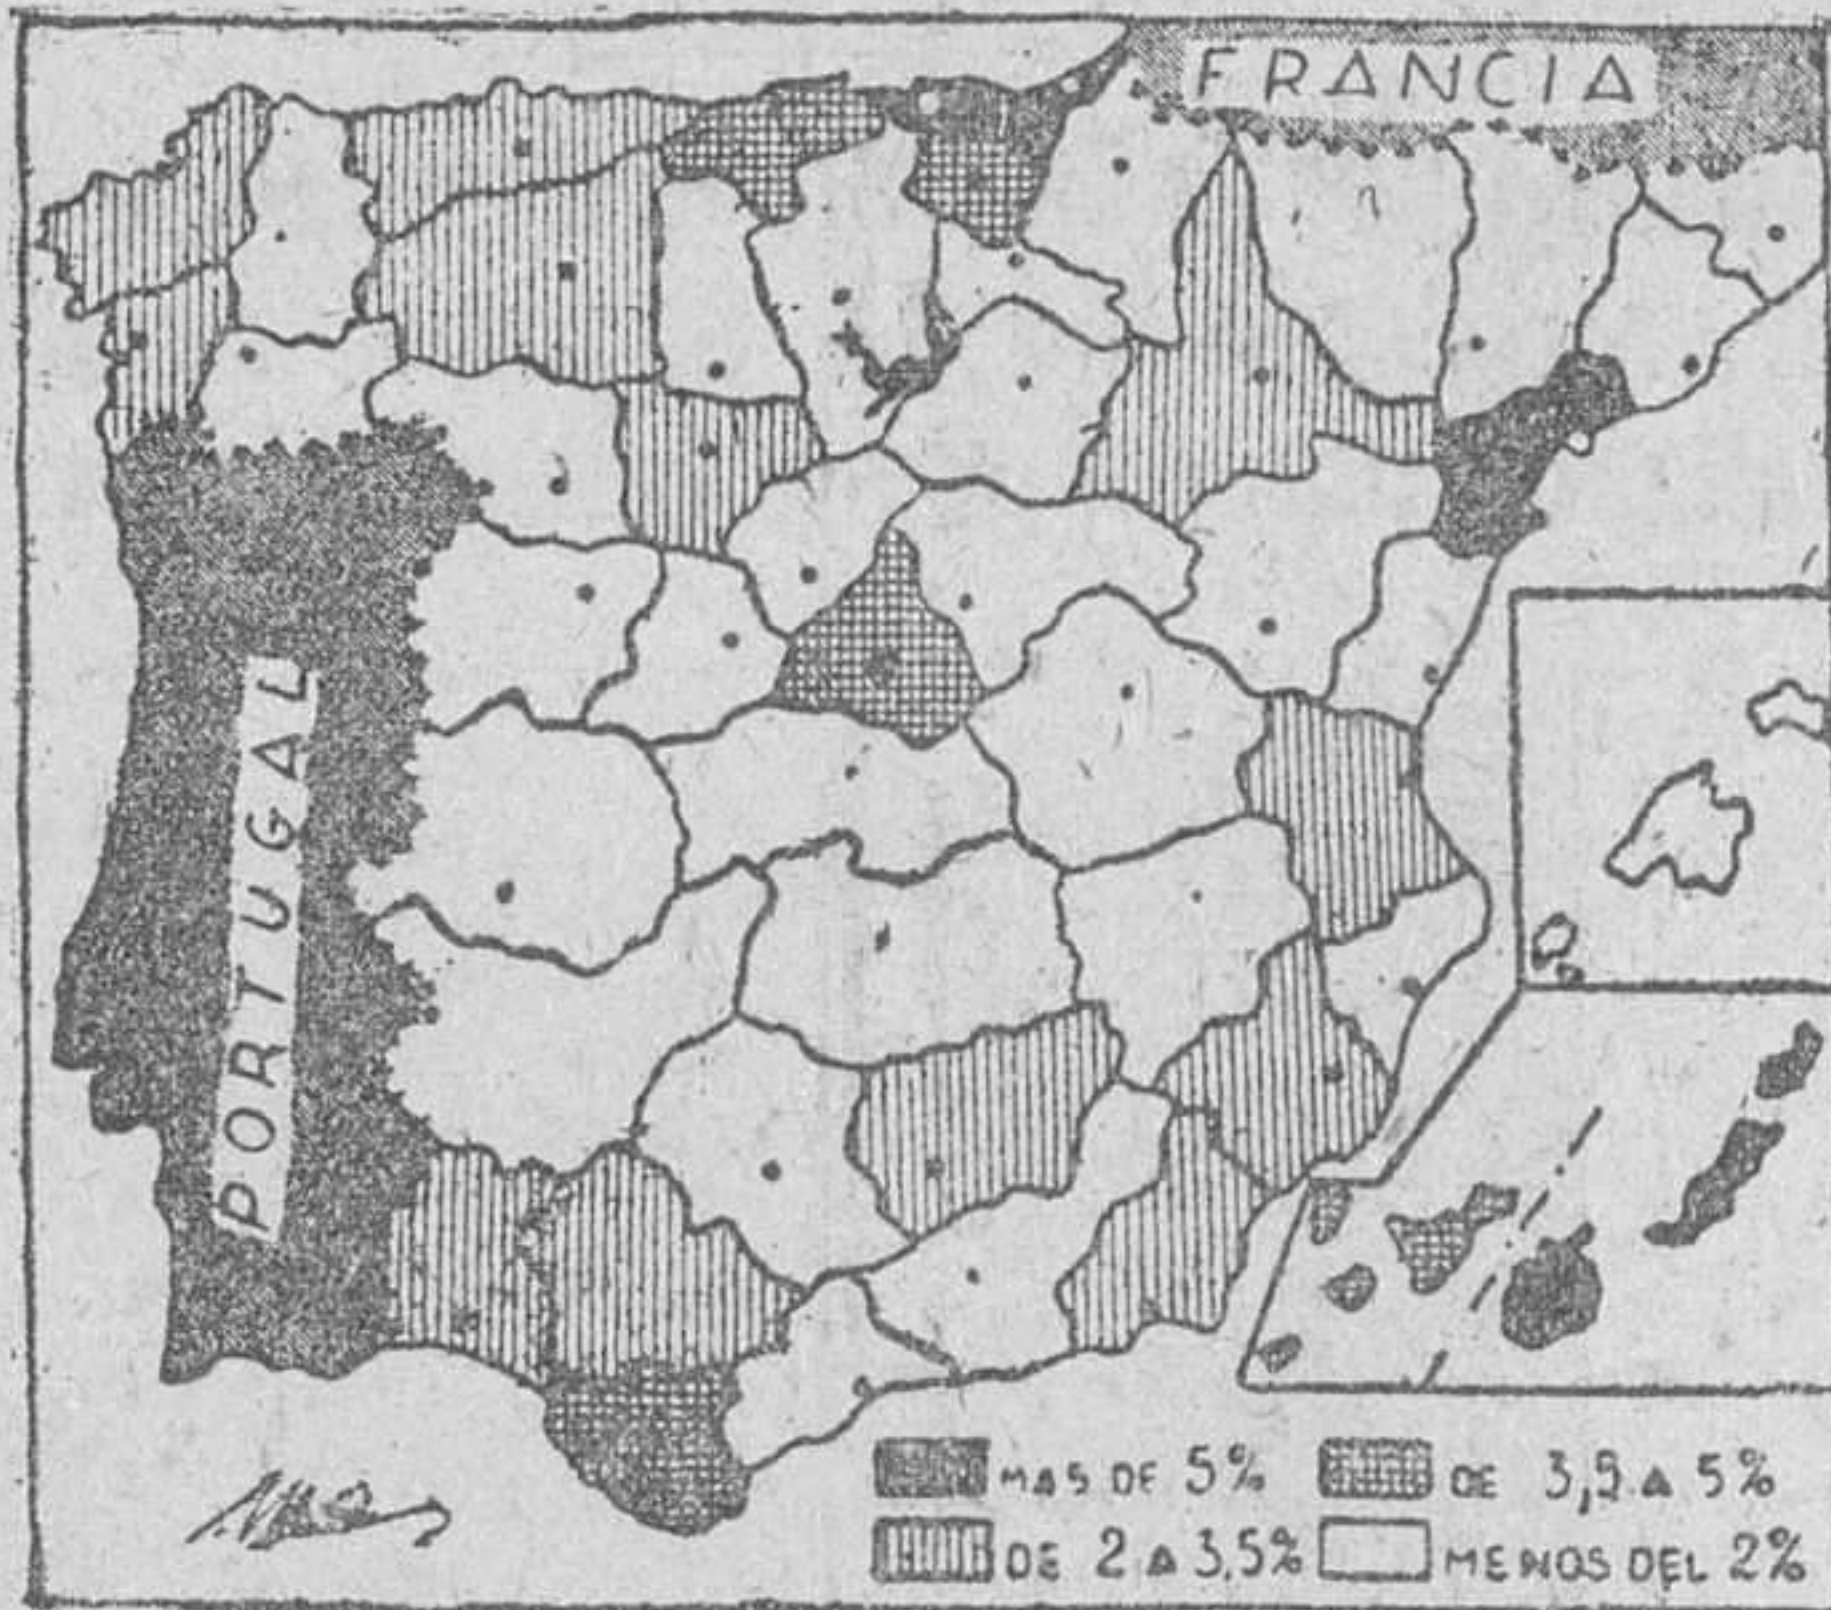 FRANCIA
PORTUGAL
MAS DE 5%
DE 3,5 A 5%
DE 2 A 3,5%
MENOS DEL 2%